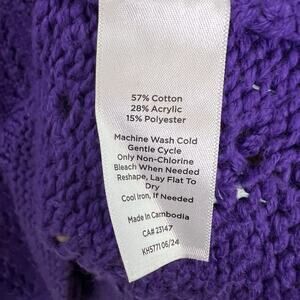 57% Cotton
28% Acrylic
15% Polyester
Machine Wash Cold
Gentle Cycle
Only Non-Chlorine
Bleach When Needed
Reshape, Lay Flat To
Dry
Cool Iron, If Needed
Made In Cambodia
CA# 23147
KH5771 06/24